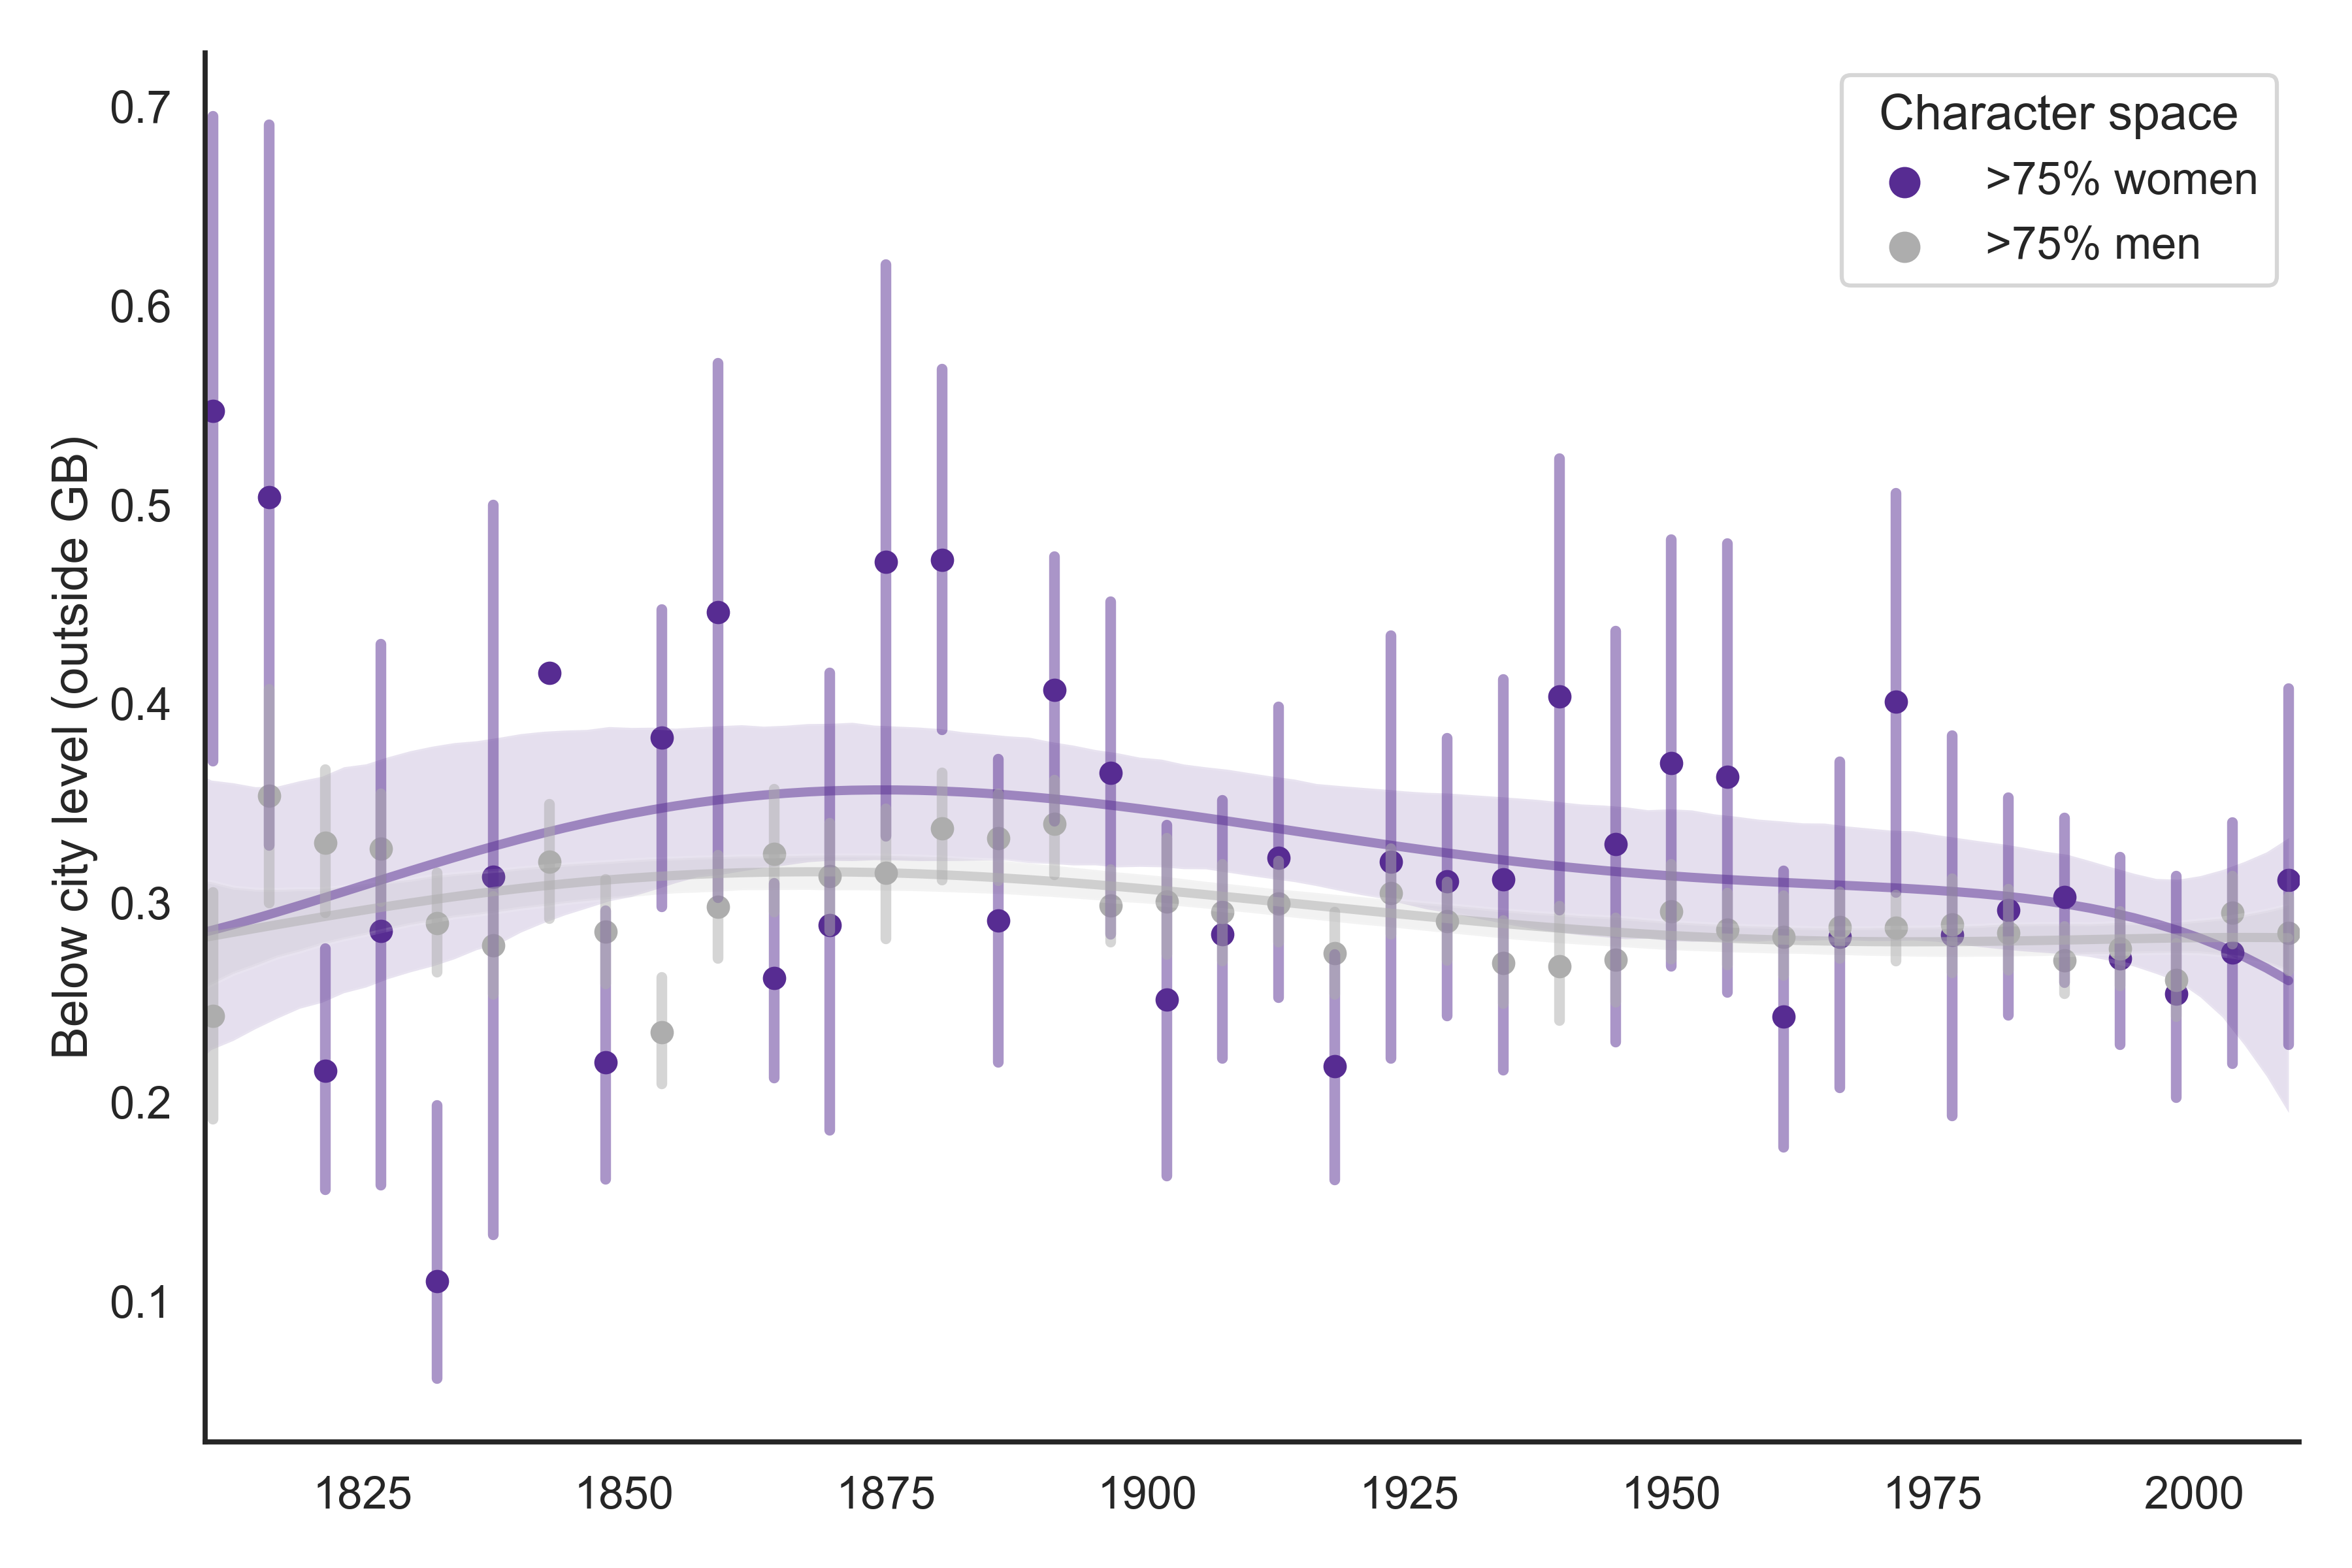 Character space
>75% women
>75% men
Below city level (outside GB)
0.7
0.6
0.5
0.4
0.3
0.2
0.1
1825 1850 1875 1900 1925 1950 1975 2000